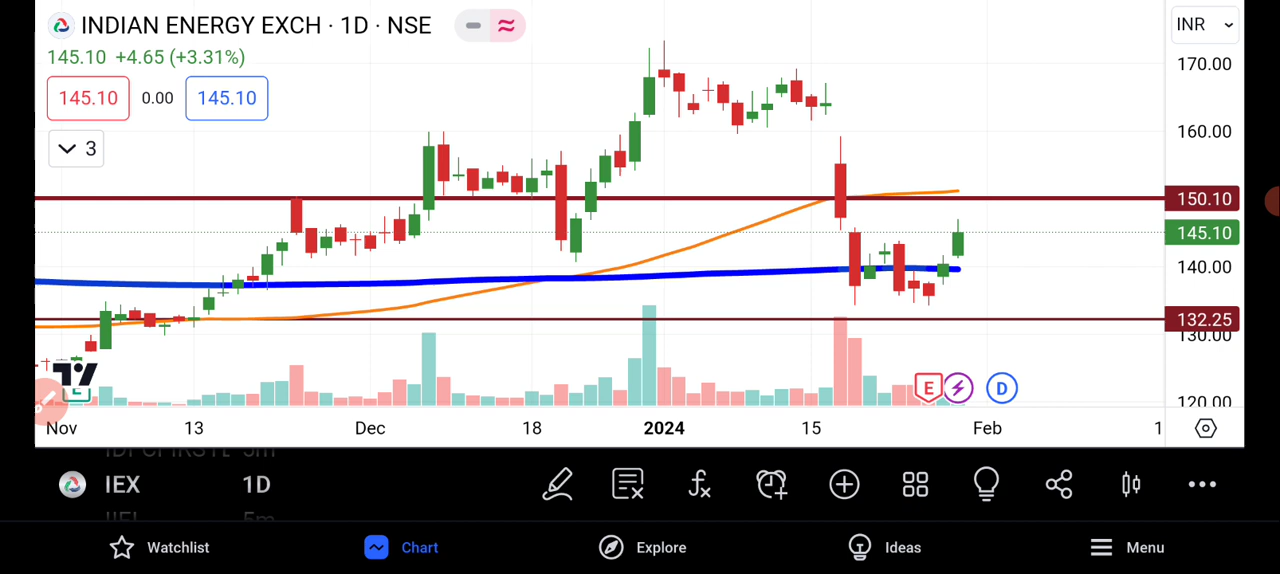 INDIAN ENERGY EXCH · 1D · NSE
INR
145.10 +4.65 (+3.31%)
145.10 0.00 145.10
3
170.00
160.00
150.10
145.10
140.00
132.25
130.00
120.00
E
E D
Nov 13 Dec 18 2024 15 Feb 1
IEX 1D
5m
Watchlist Chart Explore Ideas Menu